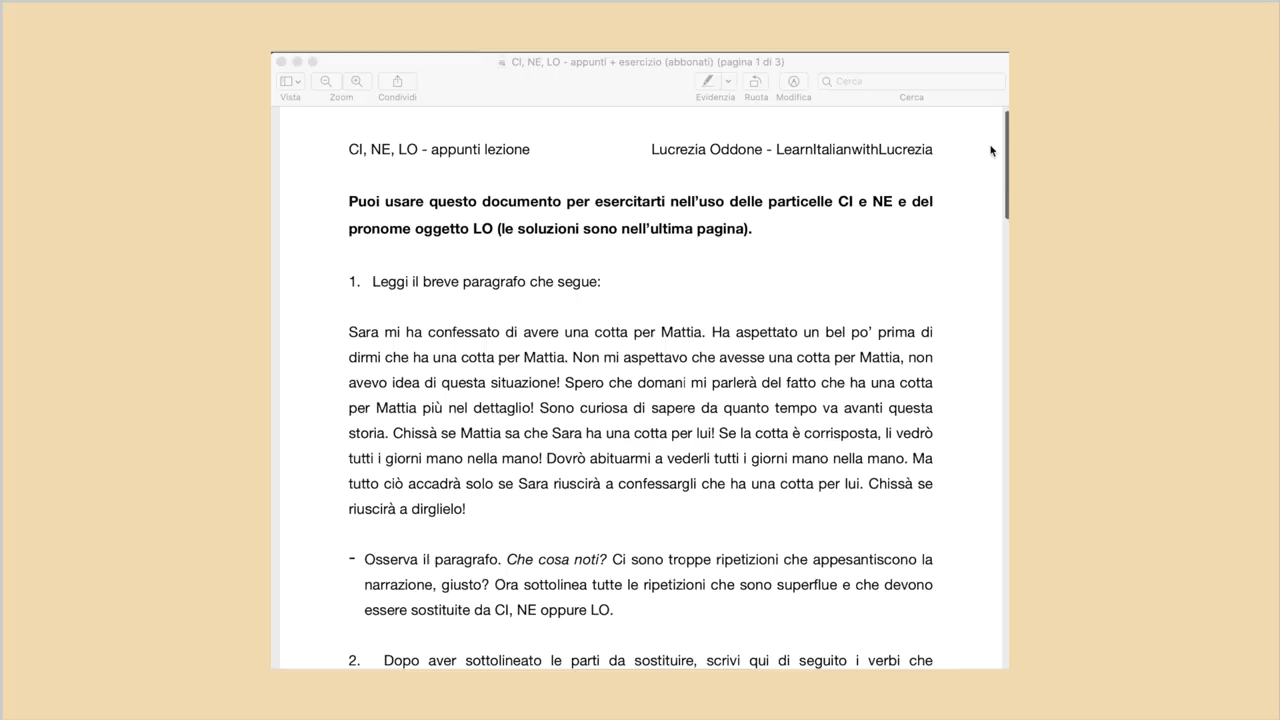 CI, NE, LO - appunti + esercizio (abbonati) (pagina 1 di 3)
Cerca
Vista
Zoom
Condividi
Evidenzia
Ruota
Modifica
Cerca
CI, NE, LO - appunti lezione
Lucrezia Oddone - LearnItalianwithLucrezia
Puoi usare questo documento per esercitarti nell’uso delle particelle CI e NE e del
pronome oggetto LO (le soluzioni sono nell’ultima pagina).
1. Leggi il breve paragrafo che segue:
Sara mi ha confessato di avere una cotta per Mattia. Ha aspettato un bel po’ prima di
dirmi che ha una cotta per Mattia. Non mi aspettavo che avesse una cotta per Mattia, non
avevo idea di questa situazione! Spero che domani mi parlerà del fatto che ha una cotta
per Mattia più nel dettaglio! Sono curiosa di sapere da quanto tempo va avanti questa
storia. Chissà se Mattia sa che Sara ha una cotta per lui! Se la cotta è corrisposta, li vedrò
tutti i giorni mano nella mano! Dovrò abituarmi a vederli tutti i giorni mano nella mano. Ma
tutto ciò accadrà solo se Sara riuscirà a confessargli che ha una cotta per lui. Chissà se
riuscirà a dirglielo!
- Osserva il paragrafo. Che cosa noti? Ci sono troppe ripetizioni che appesantiscono la
narrazione, giusto? Ora sottolinea tutte le ripetizioni che sono superflue e che devono
essere sostituite da CI, NE oppure LO.
2. Dopo aver sottolineato le parti da sostituire, scrivi qui di seguito i verbi che